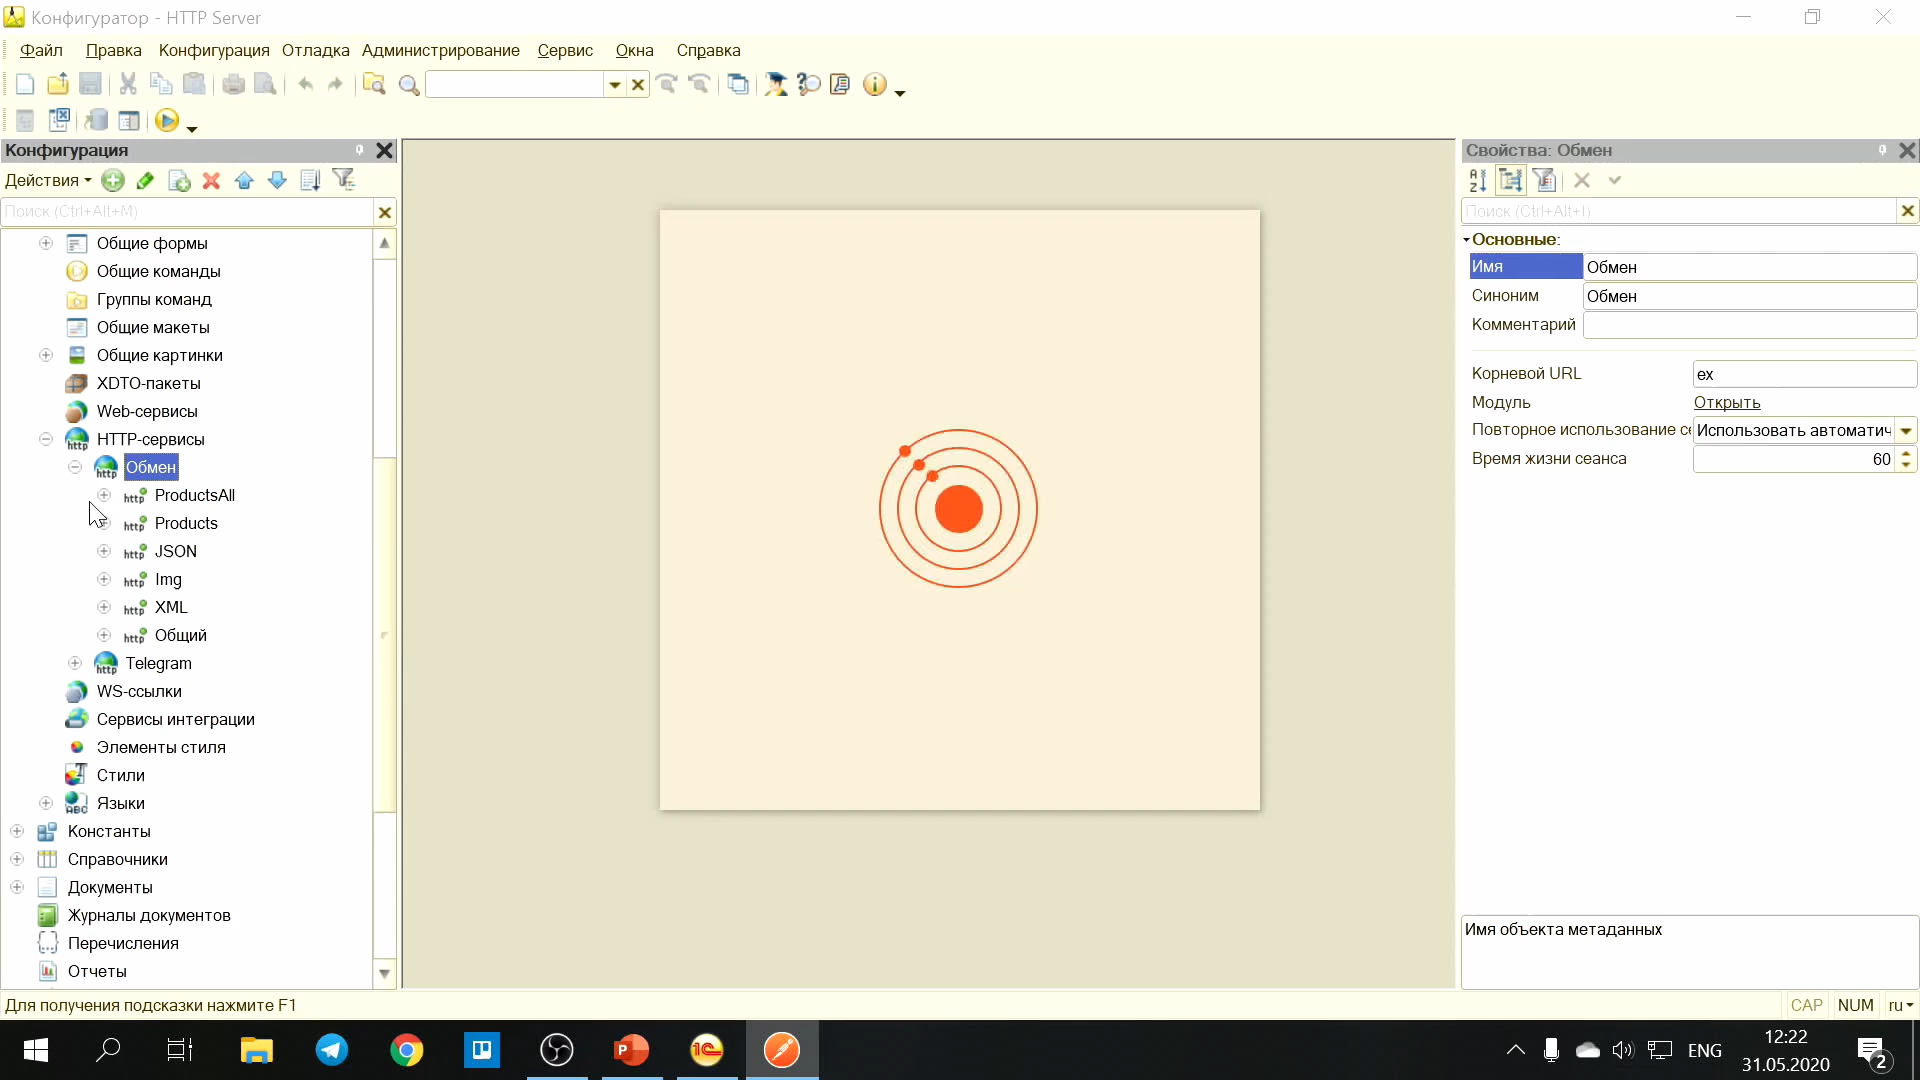 Конфигуратор - HTTP Server
Файл Правка Конфигурация Отладка Администрирование Сервис Окна Справка
Конфигурация
Действия
Поиск (Ctrl+Alt+M)
Общие формы
Общие команды
Группы команд
Общие макеты
Общие картинки
XDTO-пакеты
Web-сервисы
HTTP-сервисы
Обмен
ProductsAll
Products
JSON
Img
XML
Общий
Telegram
WS-ссылки
Сервисы интеграции
Элементы стиля
Стили
Языки
Константы
Справочники
Документы
Журналы документов
Перечисления
Отчеты
Свойства: Обмен
Поиск (Ctrl+Alt+I)
Основные:
Имя Обмен
Синоним Обмен
Комментарий
Корневой URL ex
Модуль Открыть
Повторное использование се Использовать автоматич
Время жизни сеанса 60
Имя объекта метаданных
Для получения подсказки нажмите F1
CAP NUM ru
ENG
12:22
31.05.2020
2